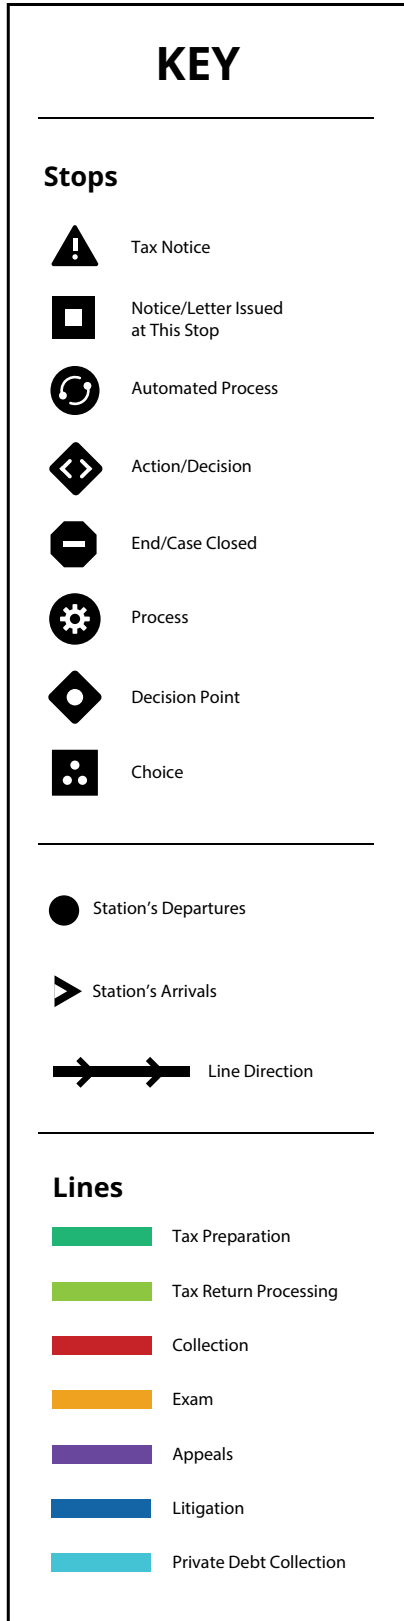 KEY
Stops
Tax Notice
Notice/Letter Issued
at This Stop
Automated Process
Action/Decision
End/Case Closed
Process
Decision Point
Choice
Station’s Departures
Station’s Arrivals
Line Direction
Lines
Tax Preparation
Tax Return Processing
Collection
Exam
Appeals
Litigation
Private Debt Collection